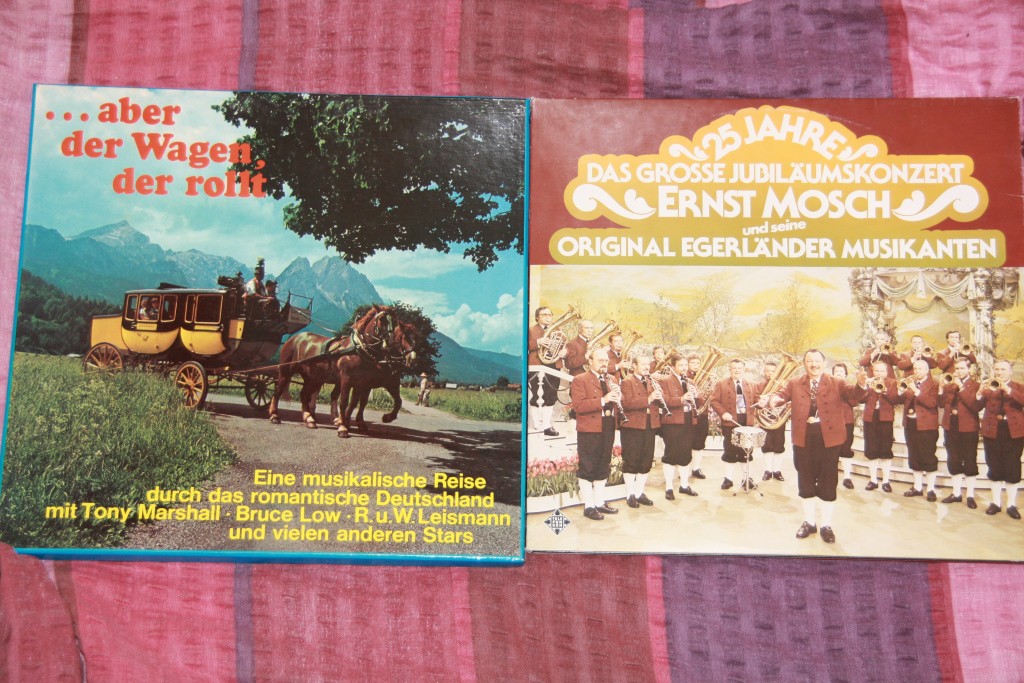 ...aber
der Wagen,
der rollt
Eine musikalische Reise
durch das romantische Deutschland
mit Tony Marshall · Bruce Low · R.u.W. Leismann
und vielen anderen Stars
25 JAHRE
DAS GROSSE JUBILÄUMSKONZERT
ERNST MOSCH
und seine
ORIGINAL EGERLÄNDER MUSIKANTEN